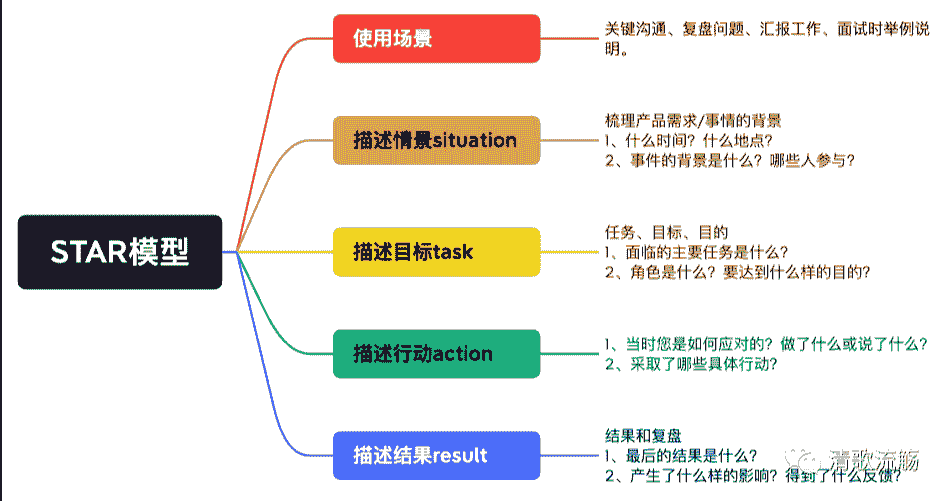 STAR模型
使用场景
关键沟通、复盘问题、汇报工作、面试时举例说
明。
描述情景situation
梳理产品需求/事情的背景
1、什么时间？什么地点？
2、事件的背景是什么？哪些人参与？
描述目标task
任务、目标、目的
1、面临的主要任务是什么？
2、角色是什么？要达到什么样的目的？
描述行动action
1、当时您是如何应对的？做了什么或说了什么？
2、采取了哪些具体行动？
描述结果result
结果和复盘
1、最后的结果是什么？
2、产生了什么样的影响？得到了什么反馈？
清歌流觞